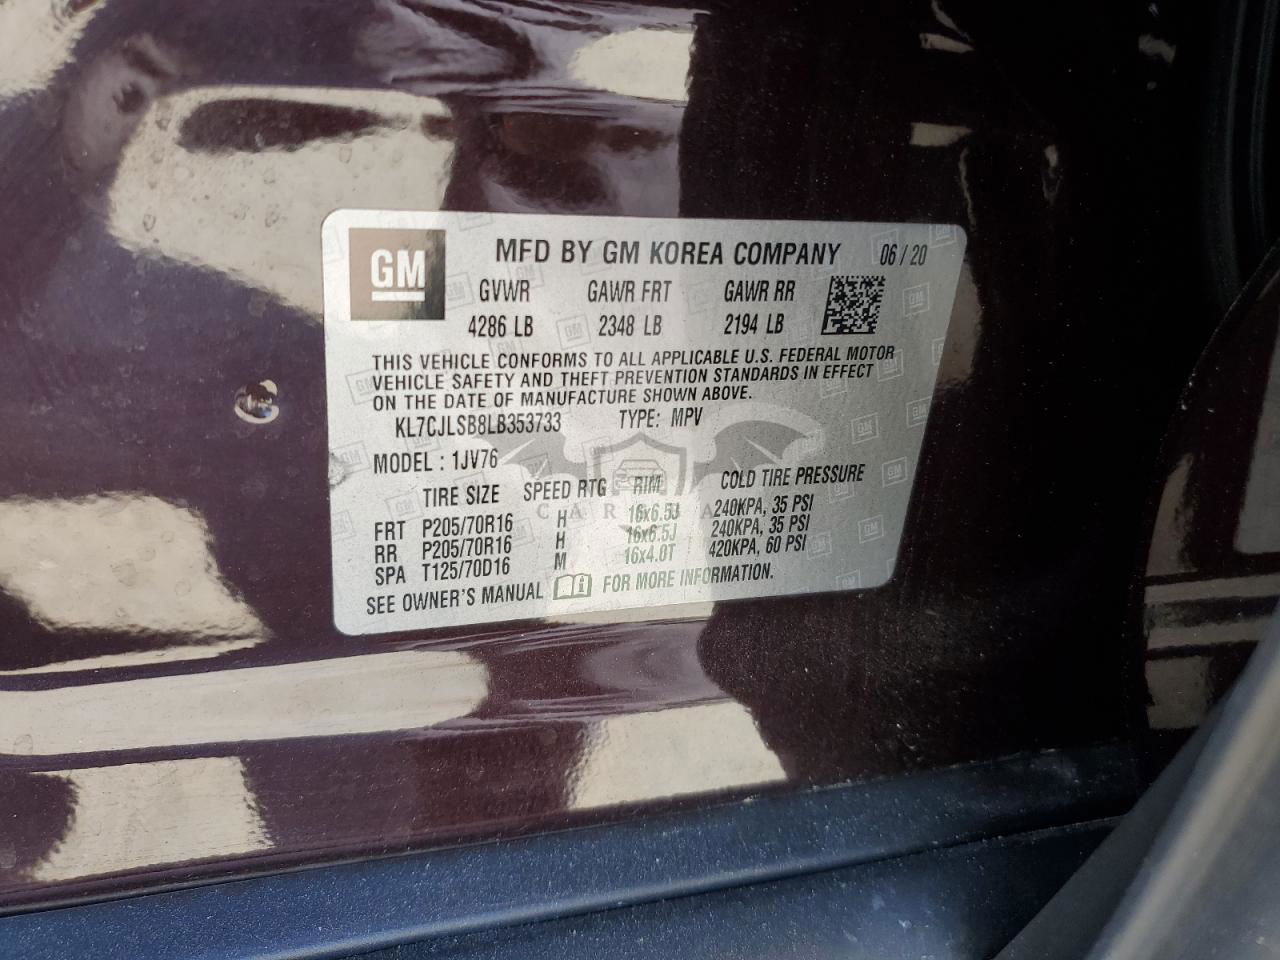 GM
MFD BY GM KOREA COMPANY 06/20
GVWR GAWR FRT GAWR RR
4286 LB 2348 LB 2194 LB
THIS VEHICLE CONFORMS TO ALL APPLICABLE U.S. FEDERAL MOTOR
VEHICLE SAFETY AND THEFT PREVENTION STANDARDS IN EFFECT
ON THE DATE OF MANUFACTURE SHOWN ABOVE.
KL7CJLSB8LB353733 TYPE: MPV
MODEL : 1JV76
TIRE SIZE SPEED RTG RIM COLD TIRE PRESSURE
FRT P205/70R16 H 16x6.5J 240KPA, 35 PSI
RR P205/70R16 H 16x6.5J 240KPA, 35 PSI
SPA T125/70D16 M 16x4.0T 420KPA, 60 PSI
SEE OWNER'S MANUAL FOR MORE INFORMATION.